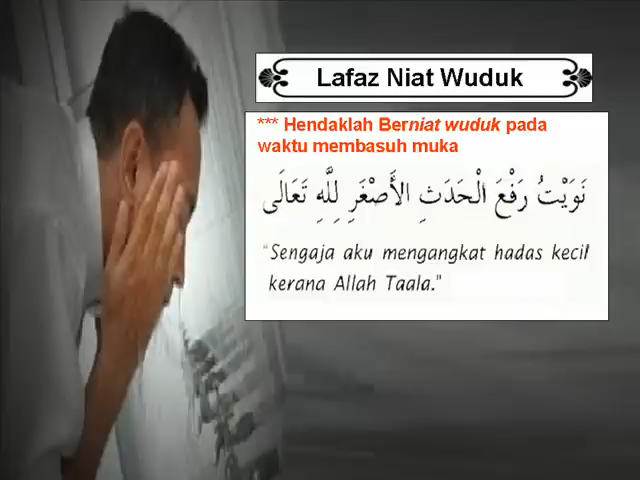 Lafaz Niat Wuduk
*** Hendaklah Berniat wuduk pada
waktu membasuh muka
نَوَيْتُ رَفْعَ الْحَدَثِ الأَصْغَرِ لِلَّهِ تَعَالَى
"Sengaja aku mengangkat hadas kecil
kerana Allah Taala."